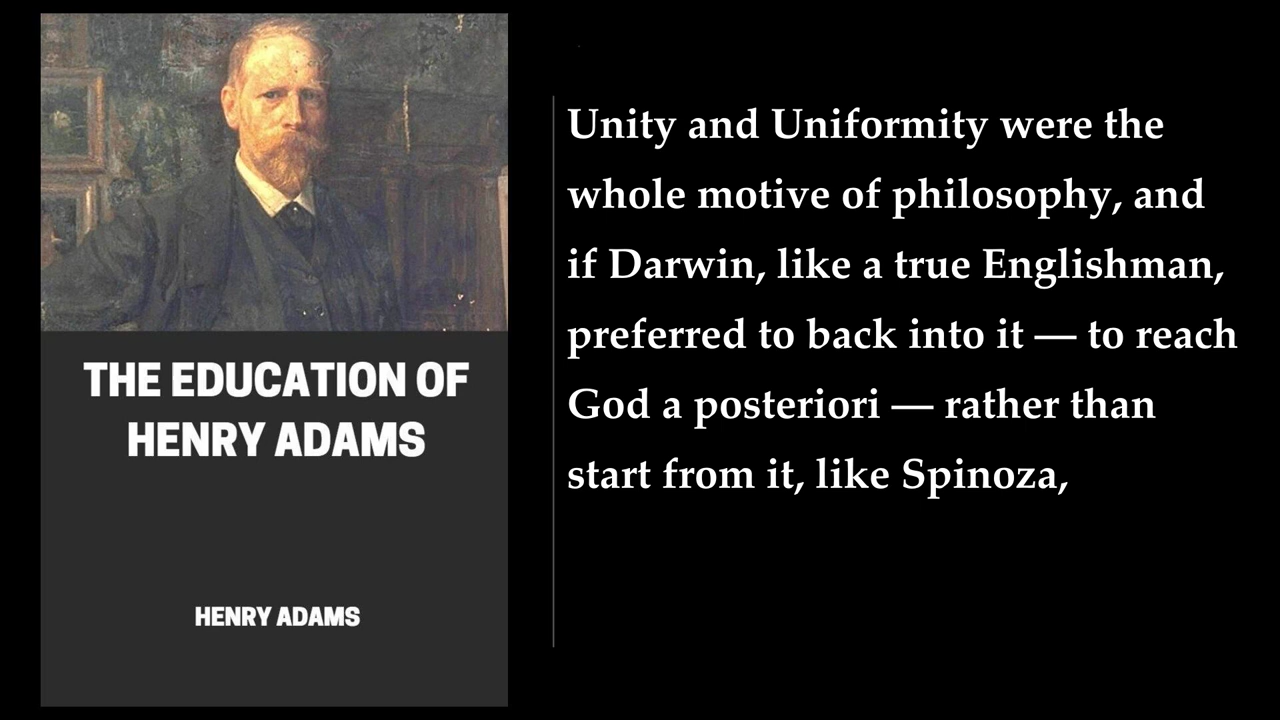 THE EDUCATION OF
HENRY ADAMS
HENRY ADAMS
Unity and Uniformity were the
whole motive of philosophy, and
if Darwin, like a true Englishman,
preferred to back into it — to reach
God a posteriori — rather than
start from it, like Spinoza,